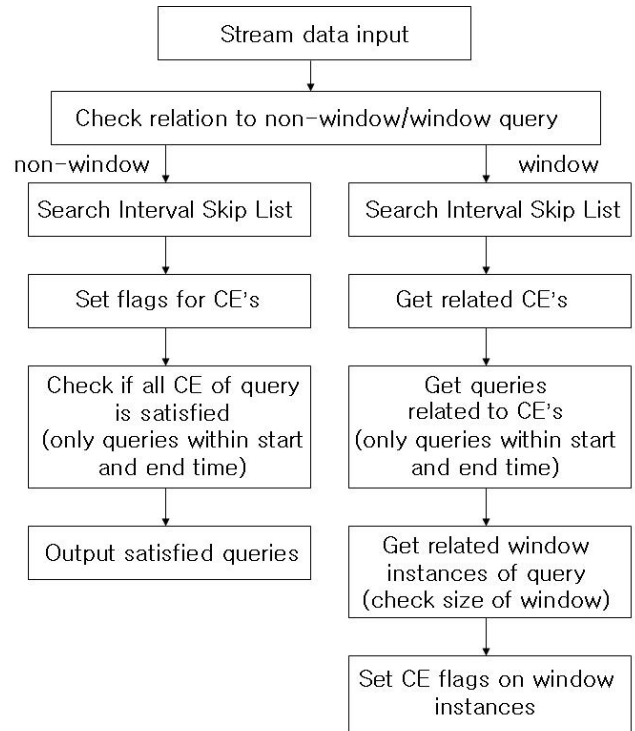 Stream data input
Check relation to non-window/window query
non-window
window
Search Interval Skip List
Search Interval Skip List
Set flags for CE's
Get related CE's
Check if all CE of query
is satisfied
(only queries within start
and end time)
Get queries
related to CE's
(only queries within start
and end time)
Output satisfied queries
Get related window
instances of query
(check size of window)
Set CE flags on window
instances